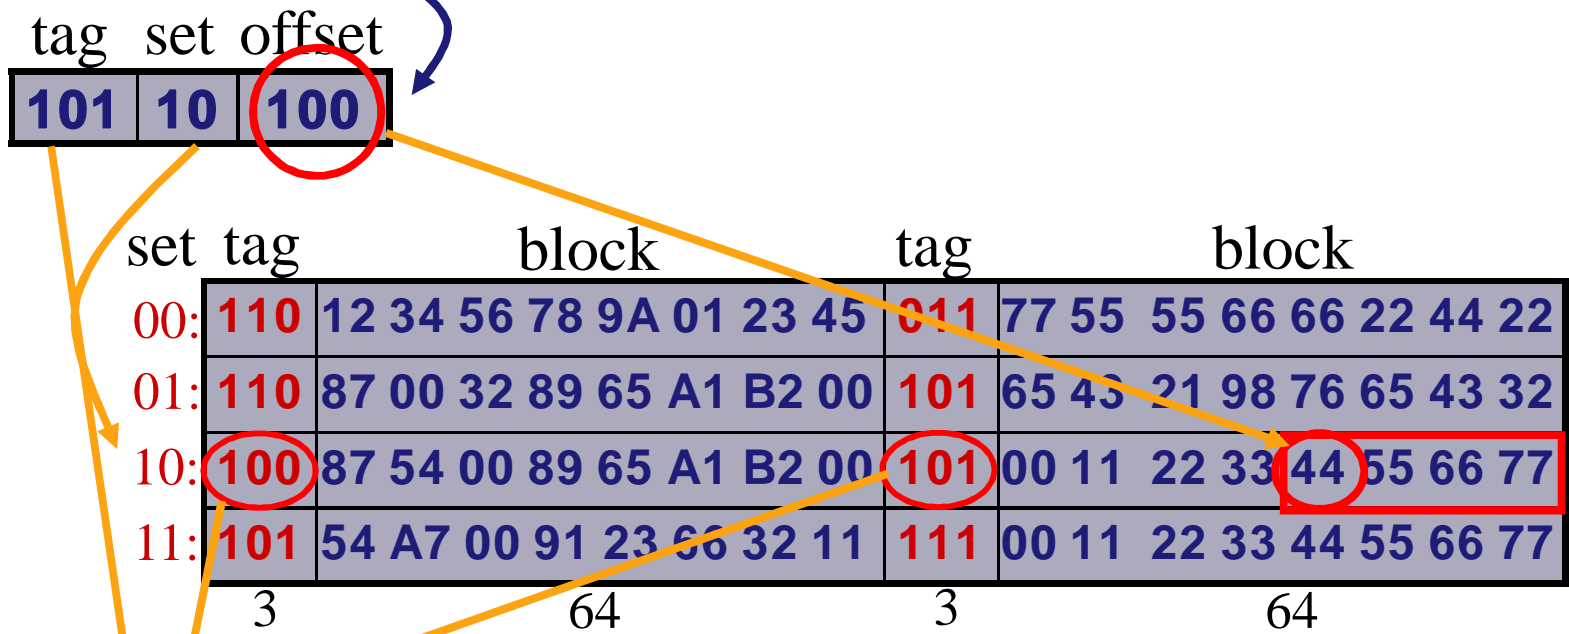 tag set offset
101 10 100
set tag block tag block
00: 110 12 34 56 78 9A 01 23 45 011 77 55 55 66 66 22 44 22
01: 110 87 00 32 89 65 A1 B2 00 101 65 43 21 98 76 65 43 32
10: 100 87 54 00 89 65 A1 B2 00 101 00 11 22 33 44 55 66 77
11: 101 54 A7 00 91 23 66 32 11 111 00 11 22 33 44 55 66 77
3 64 3 64